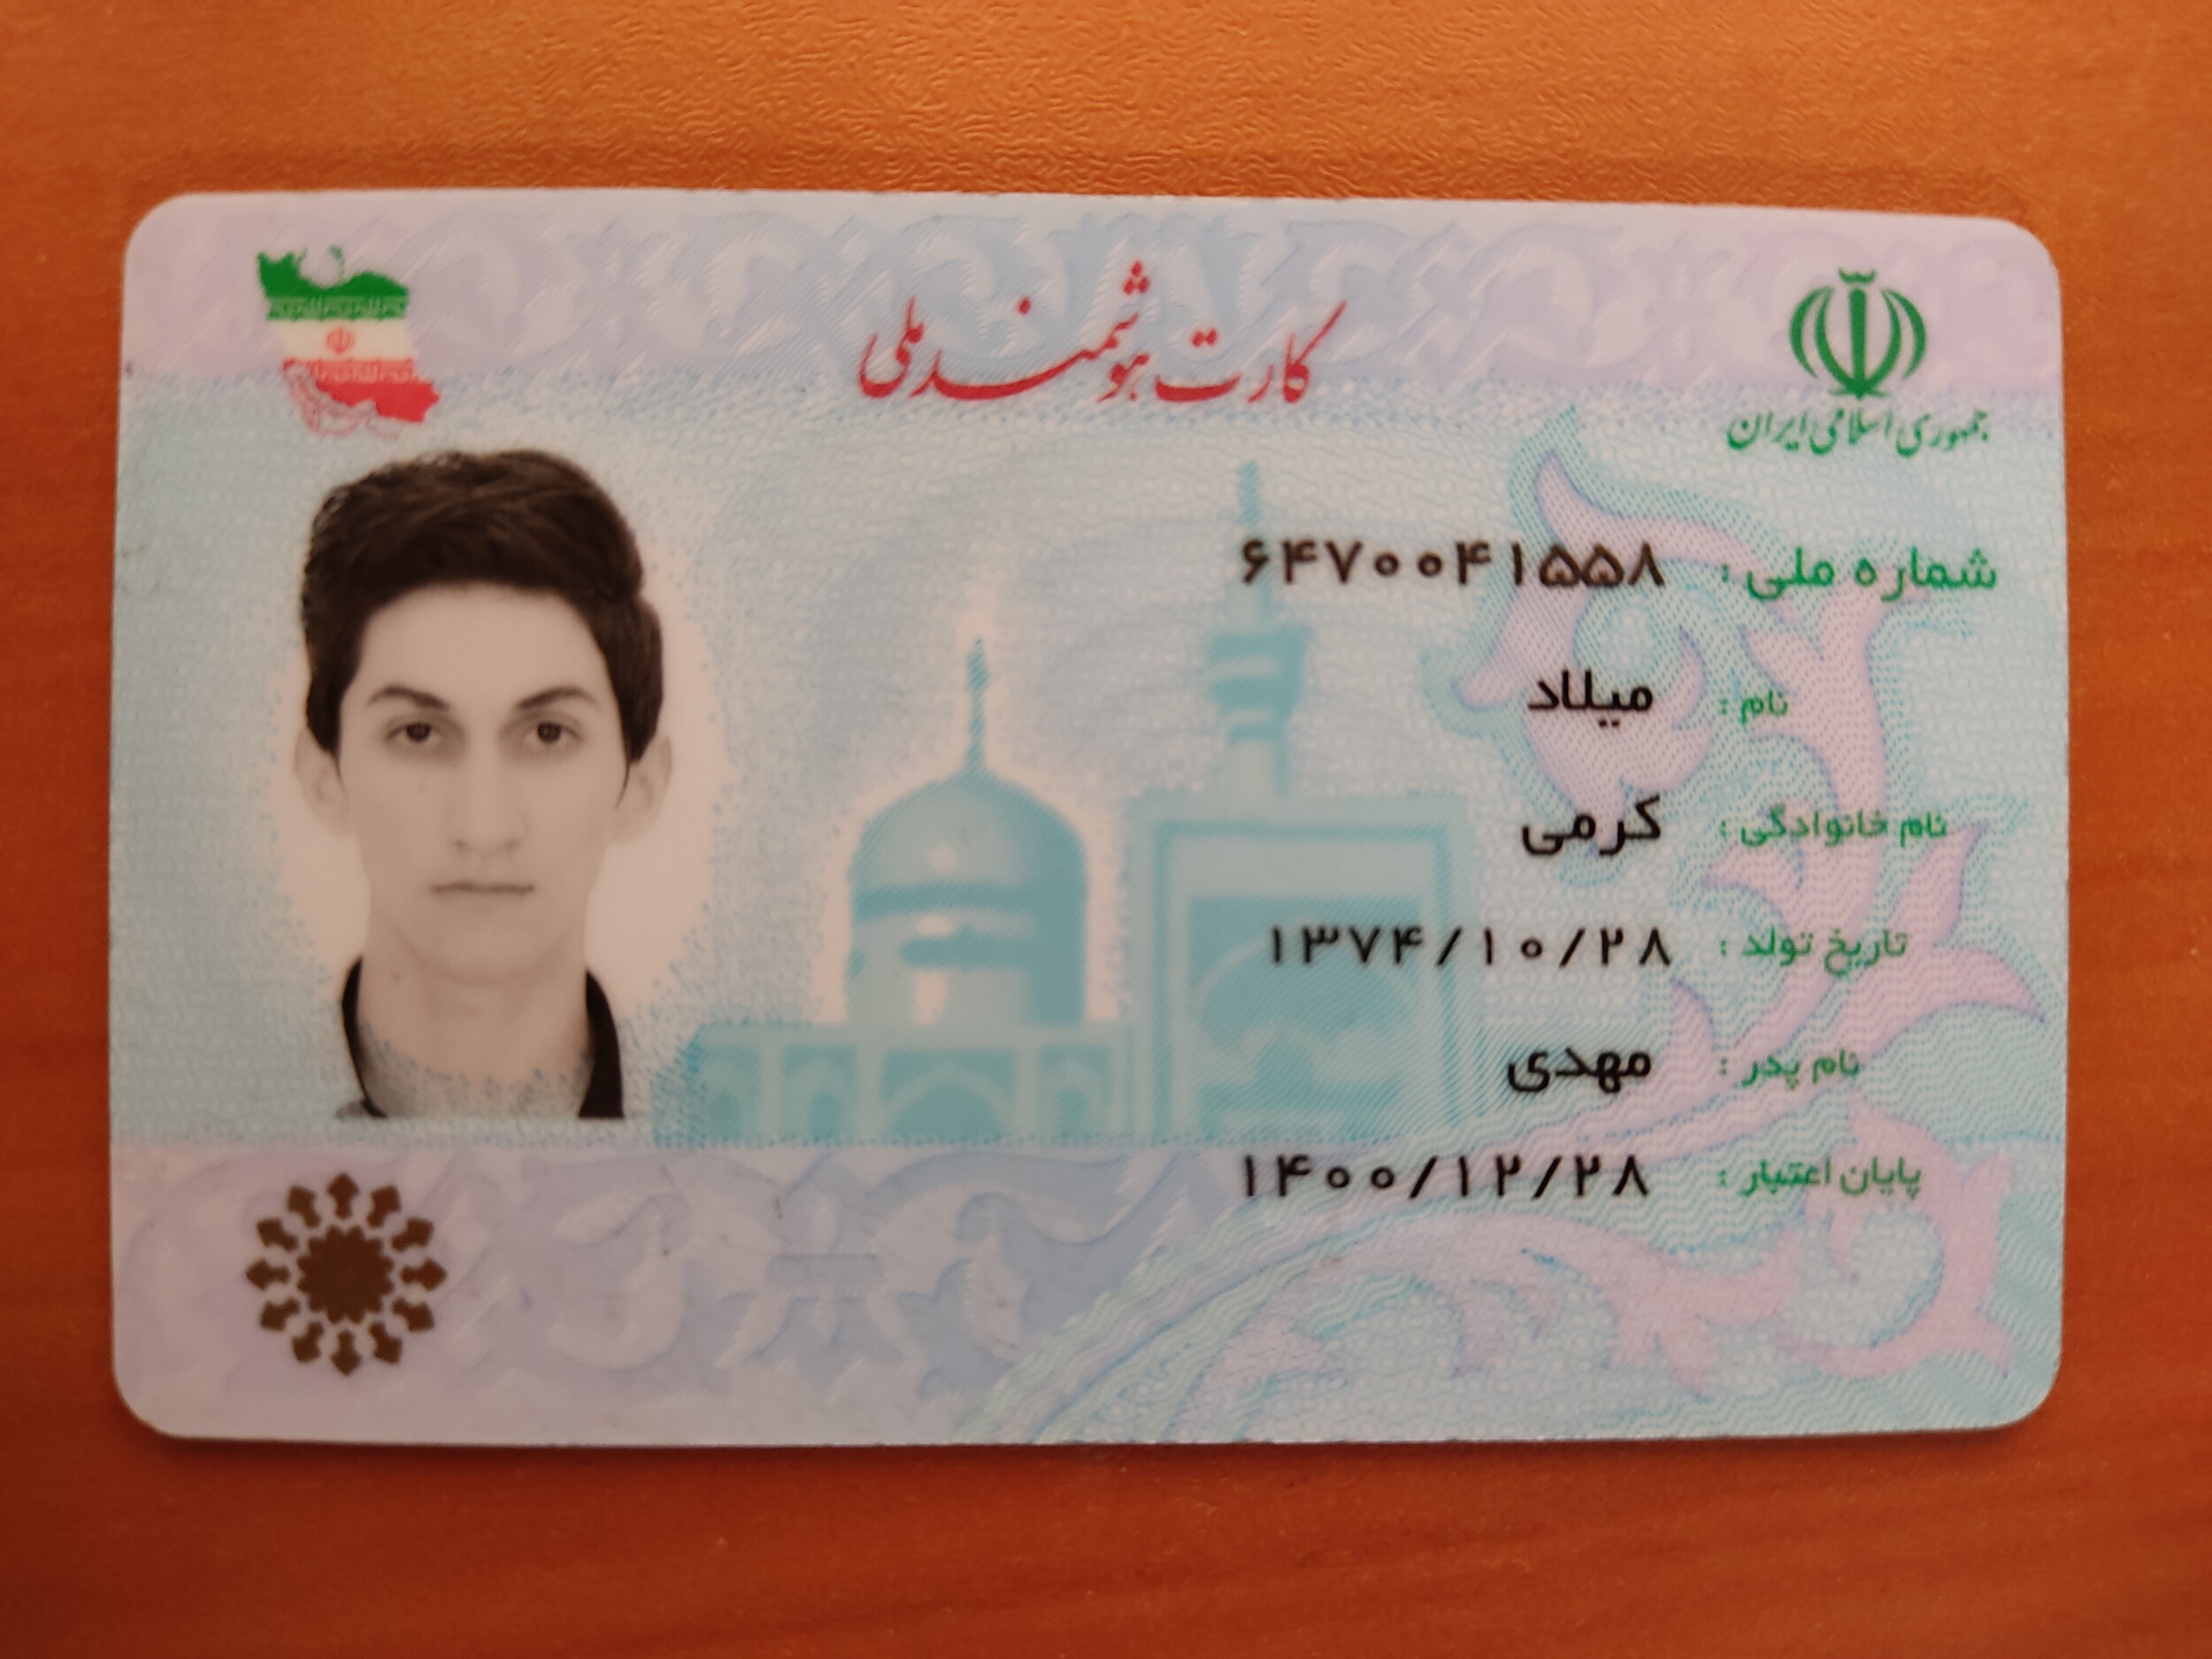 کارت هوشمند ملی
جمهوری اسلامی ایران
شماره ملی : ۶۴۷۰۰۴۱۵۵۸
نام : میلاد
نام خانوادگی : کرمی
تاریخ تولد : ۱۳۷۴/۱۰/۲۸
نام پدر : مهدی
پایان اعتبار : ۱۴۰۰/۱۲/۲۸